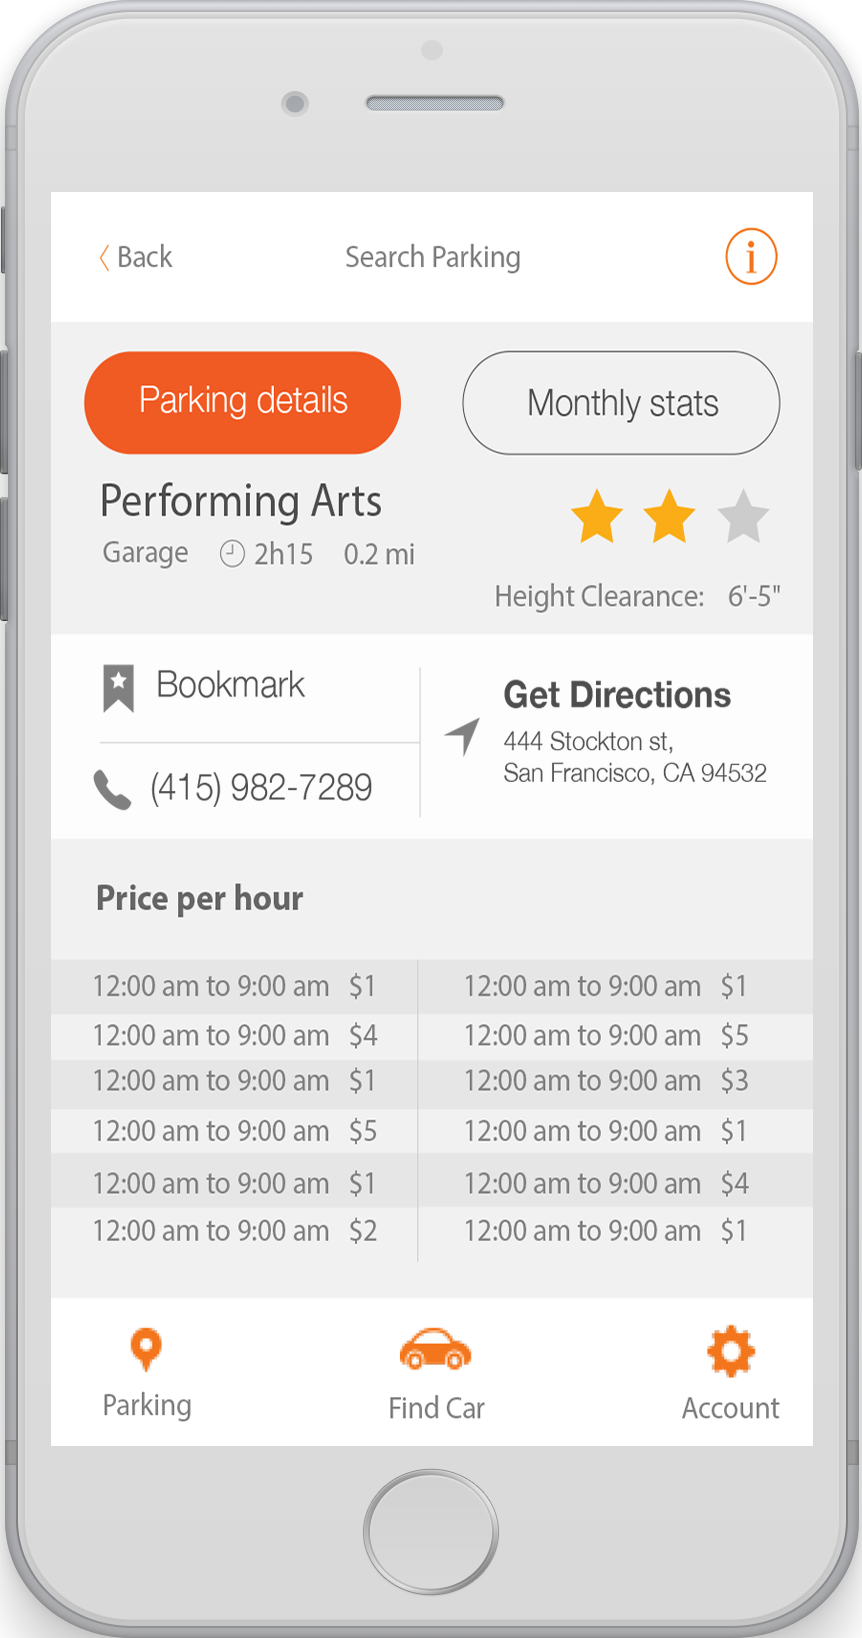 Back
Search Parking
i
Parking details
Monthly stats
Performing Arts
Garage 2h15 0.2 mi
Height Clearance: 6'-5"
Bookmark
(415) 982-7289
Get Directions
444 Stockton st,
San Francisco, CA 94532
Price per hour
12:00 am to 9:00 am $1 12:00 am to 9:00 am $1
12:00 am to 9:00 am $4 12:00 am to 9:00 am $5
12:00 am to 9:00 am $1 12:00 am to 9:00 am $3
12:00 am to 9:00 am $5 12:00 am to 9:00 am $1
12:00 am to 9:00 am $1 12:00 am to 9:00 am $4
12:00 am to 9:00 am $2 12:00 am to 9:00 am $1
Parking
Find Car
Account